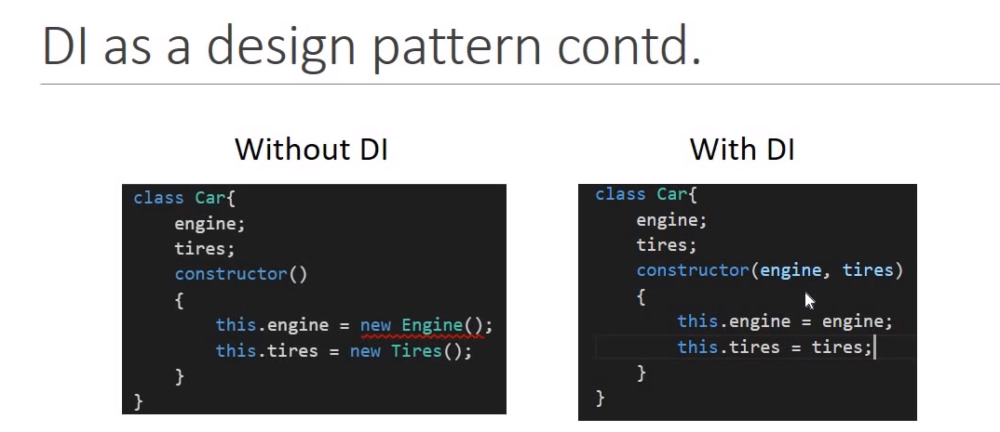 DI as a design pattern contd.
Without DI
class Car{
engine;
tires;
constructor()
{
this.engine = new Engine();
this.tires = new Tires();
}
}
With DI
class Car{
engine;
tires;
constructor(engine, tires)
{
this.engine = engine;
this.tires = tires;
}
}